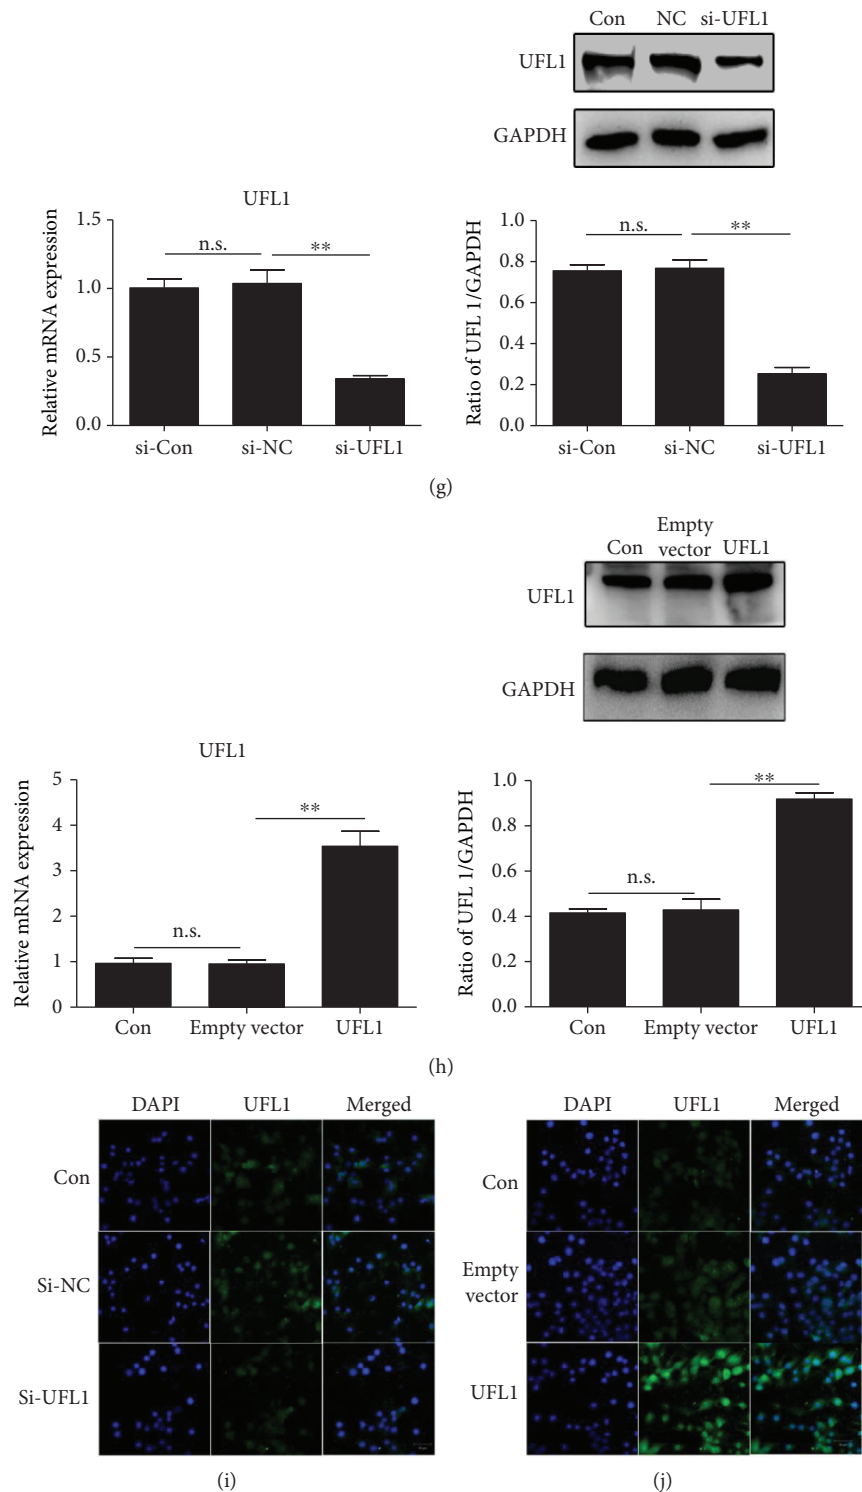 Con NC si-UFL1
UFL1
GAPDH
UFL1
Relative mRNA expression
1.5
1.0
0.5
0.0
n.s.
**
si-Con si-NC si-UFL1
Ratio of UFL 1/GAPDH
1.0
0.8
0.6
0.4
0.2
0.0
n.s.
**
si-Con si-NC si-UFL1
(g)
Con Empty vector UFL1
UFL1
GAPDH
UFL1
Relative mRNA expression
5
4
3
2
1
0
n.s.
**
Con Empty vector UFL1
Ratio of UFL 1/GAPDH
1.0
0.8
0.6
0.4
0.2
0.0
n.s.
**
Con Empty vector UFL1
(h)
DAPI UFL1 Merged
Con
Si-NC
Si-UFL1
(i)
DAPI UFL1 Merged
Con
Empty
vector
UFL1
(j)